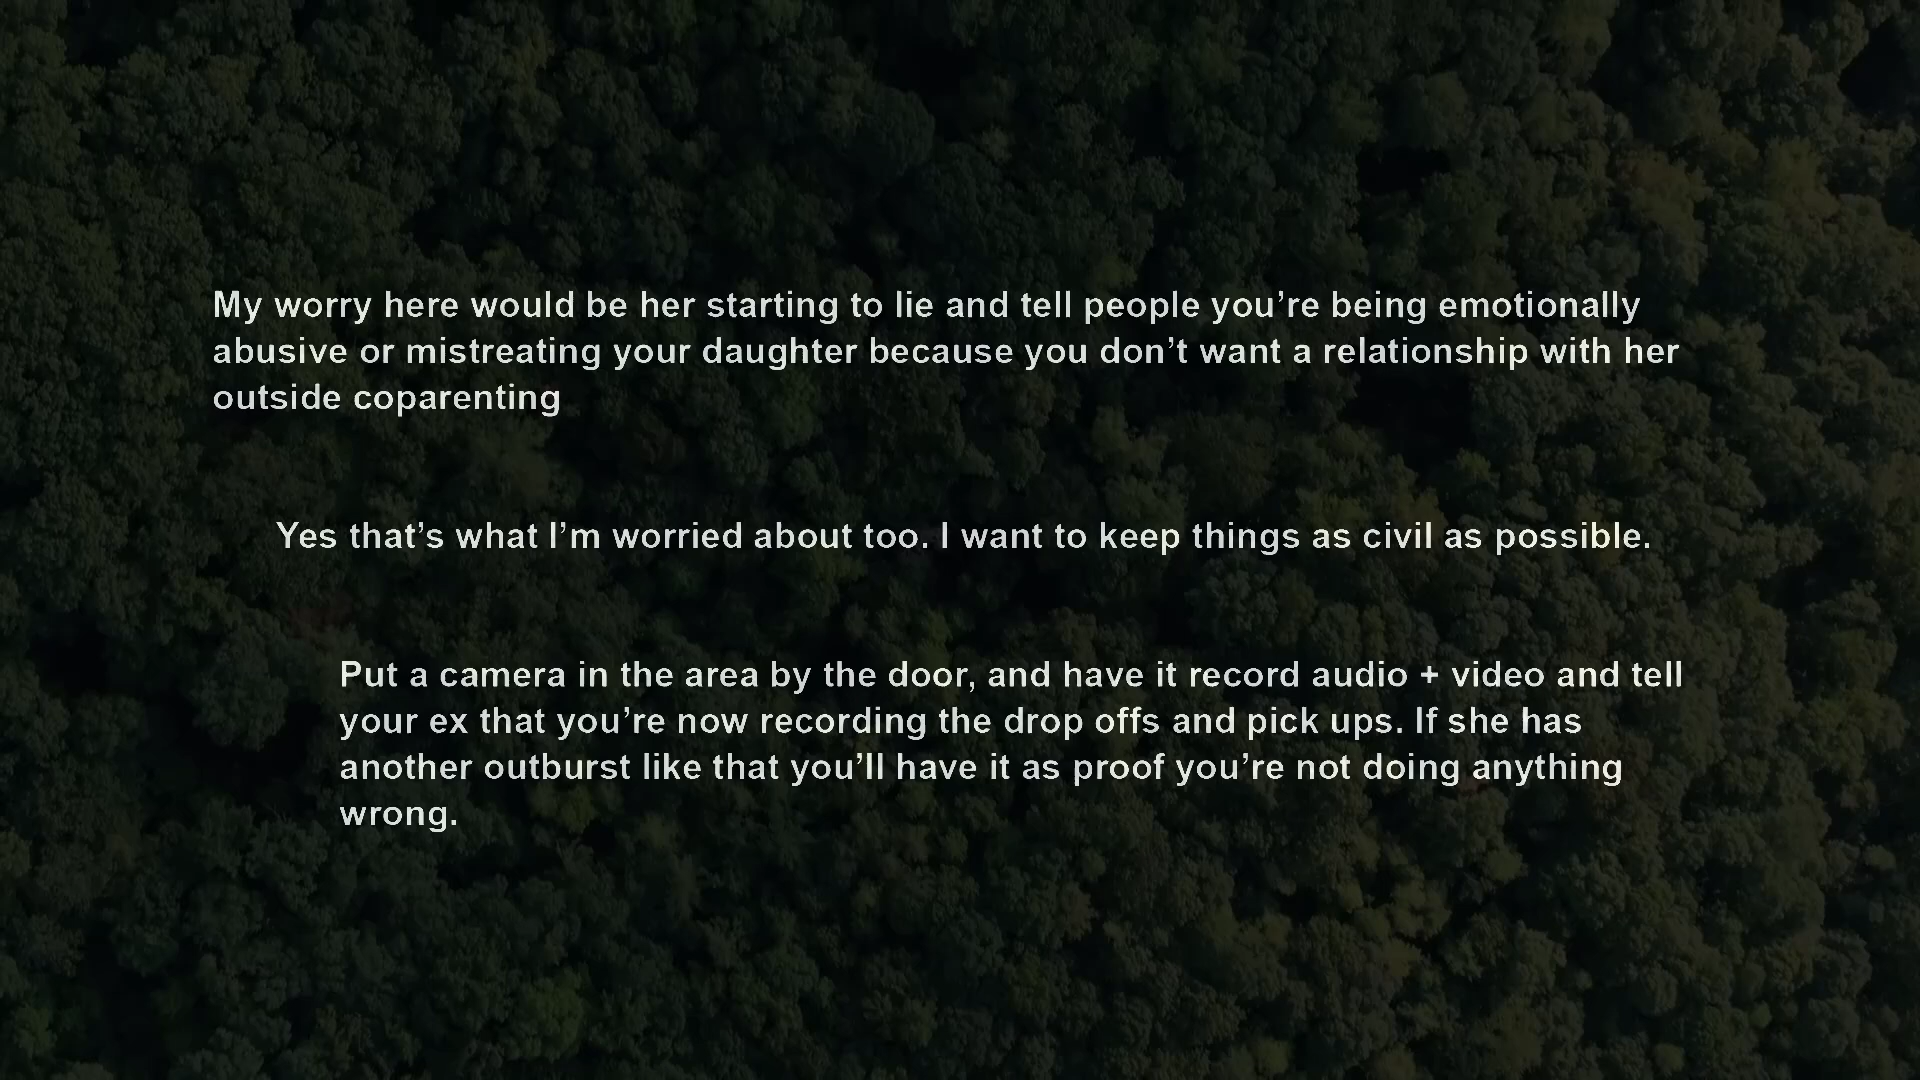 My worry here would be her starting to lie and tell people you’re being emotionally
abusive or mistreating your daughter because you don’t want a relationship with her
outside coparenting
Yes that’s what I’m worried about too. I want to keep things as civil as possible.
Put a camera in the area by the door, and have it record audio + video and tell
your ex that you’re now recording the drop offs and pick ups. If she has
another outburst like that you’ll have it as proof you’re not doing anything
wrong.